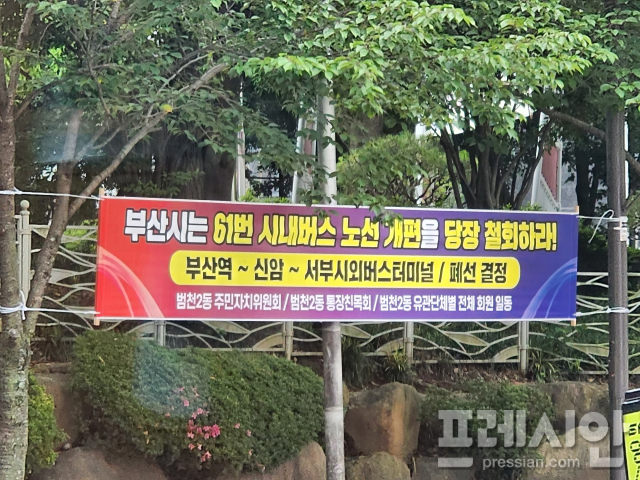 부산시는 61번 시내버스 노선 개편을 당장 철회하라!
부산역 ~ 신암 ~ 서부시외버스터미널 / 폐선 결정
범천2동 주민자치위원회 / 범천2동 통장친목회 / 범천2동 유관단체별 전체 회원 일동
프레시안
pressian.com